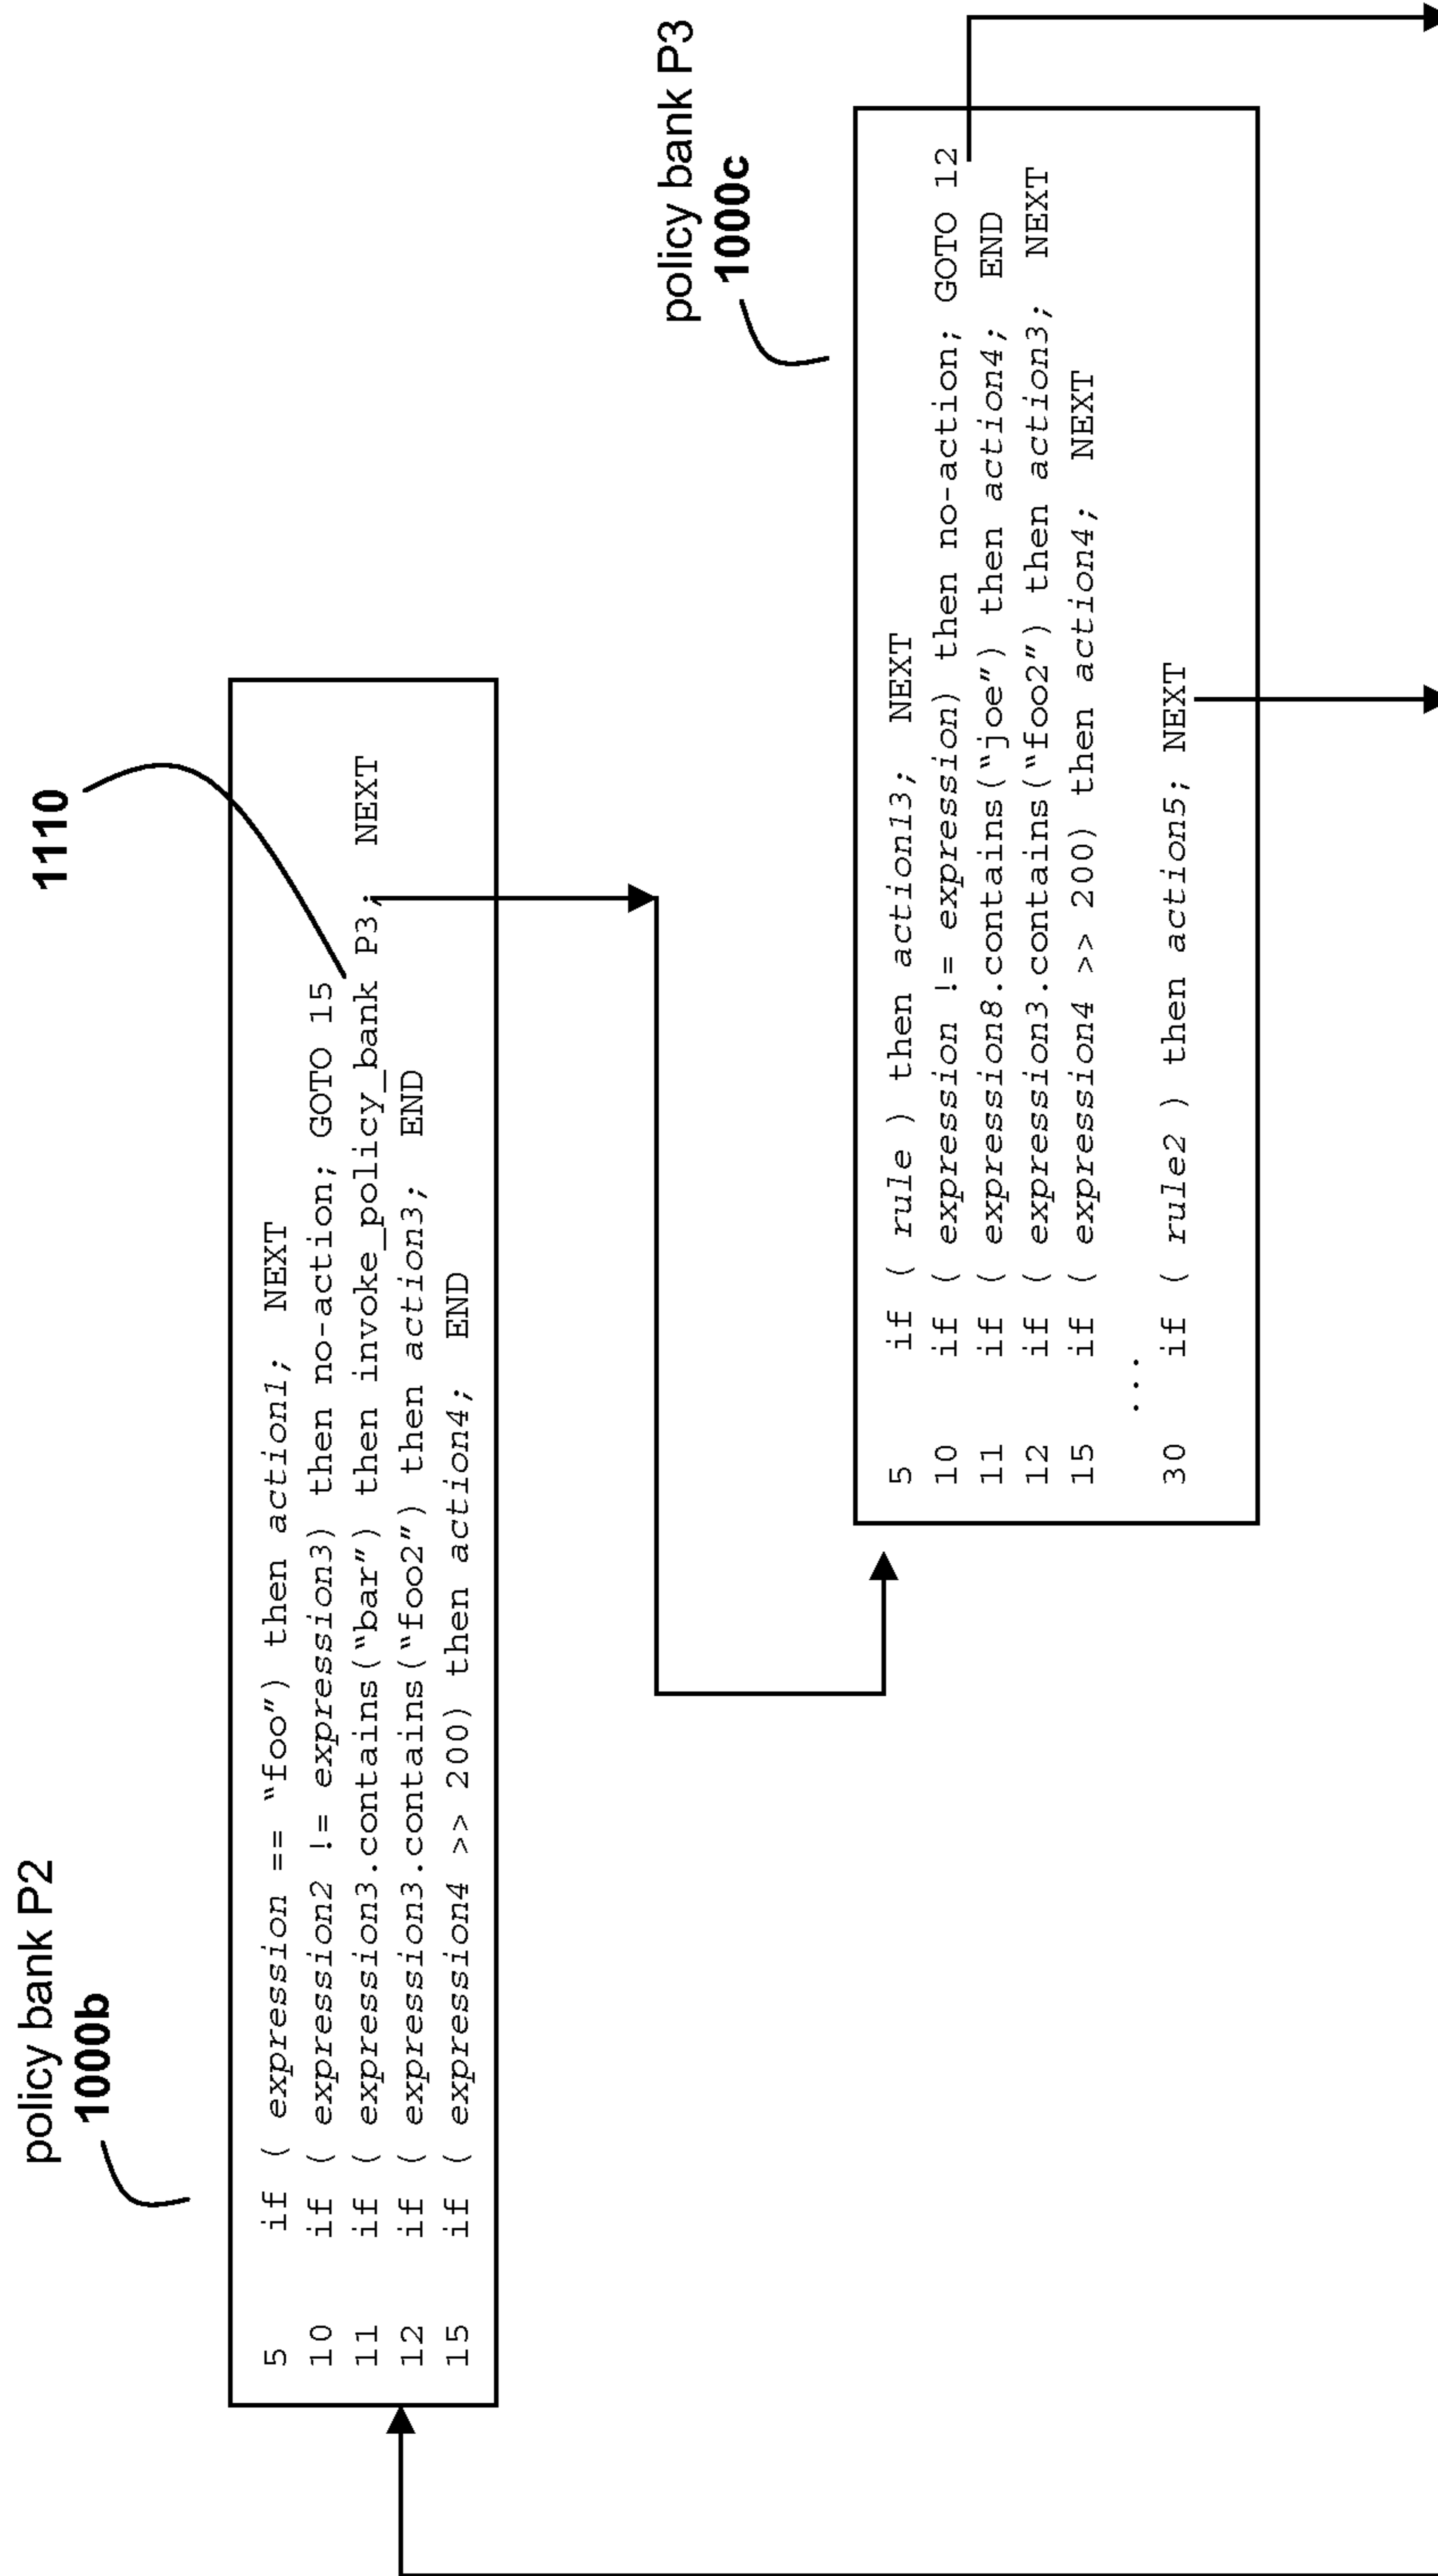 policy bank P2
1000b
1110
5 if ( expression == “foo”) then action1; NEXT
10 if ( expression2 != expression3) then no-action; GOTO 15
11 if ( expression3.contains(“bar”) then invoke_policy_bank P3; NEXT
12 if ( expression3.contains(“foo2”) then action3; END
15 if ( expression4 >> 200) then action4; END
policy bank P3
1000c
5 if ( rule ) then action13; NEXT
10 if ( expression != expression) then no-action; GOTO 12
11 if ( expression8.contains(“joe”) then action4; END
12 if ( expression3.contains(“foo2”) then action3; NEXT
15 if ( expression4 >> 200) then action4; NEXT
...
30 if ( rule2 ) then action5; NEXT